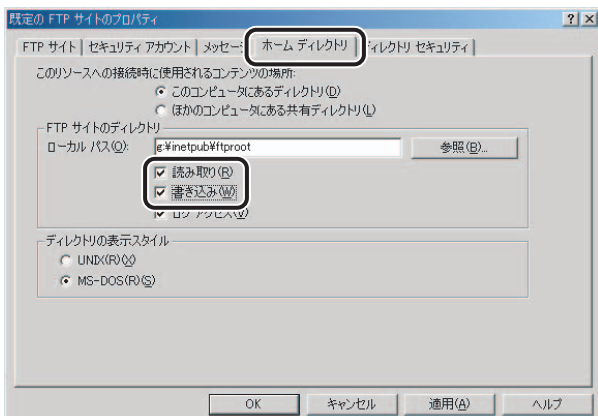 既定の FTP サイトのプロパティ
FTP サイト セキュリティ アカウント メッセージ ホーム ディレクトリ ディレクトリ セキュリティ
このリソースへの接続時に使用されるコンテンツの場所:
このコンピュータにあるディレクトリ(D)
ほかのコンピュータにある共有ディレクトリ(L)
FTP サイトのディレクトリ
ローカル パス(O): g:¥inetpub¥ftproot 参照(B)...
読み取り(R)
書き込み(W)
ログ アクセス(V)
ディレクトリの表示スタイル
UNIX(R)(X)
MS-DOS(R)(S)
OK キャンセル 適用(A) ヘルプ